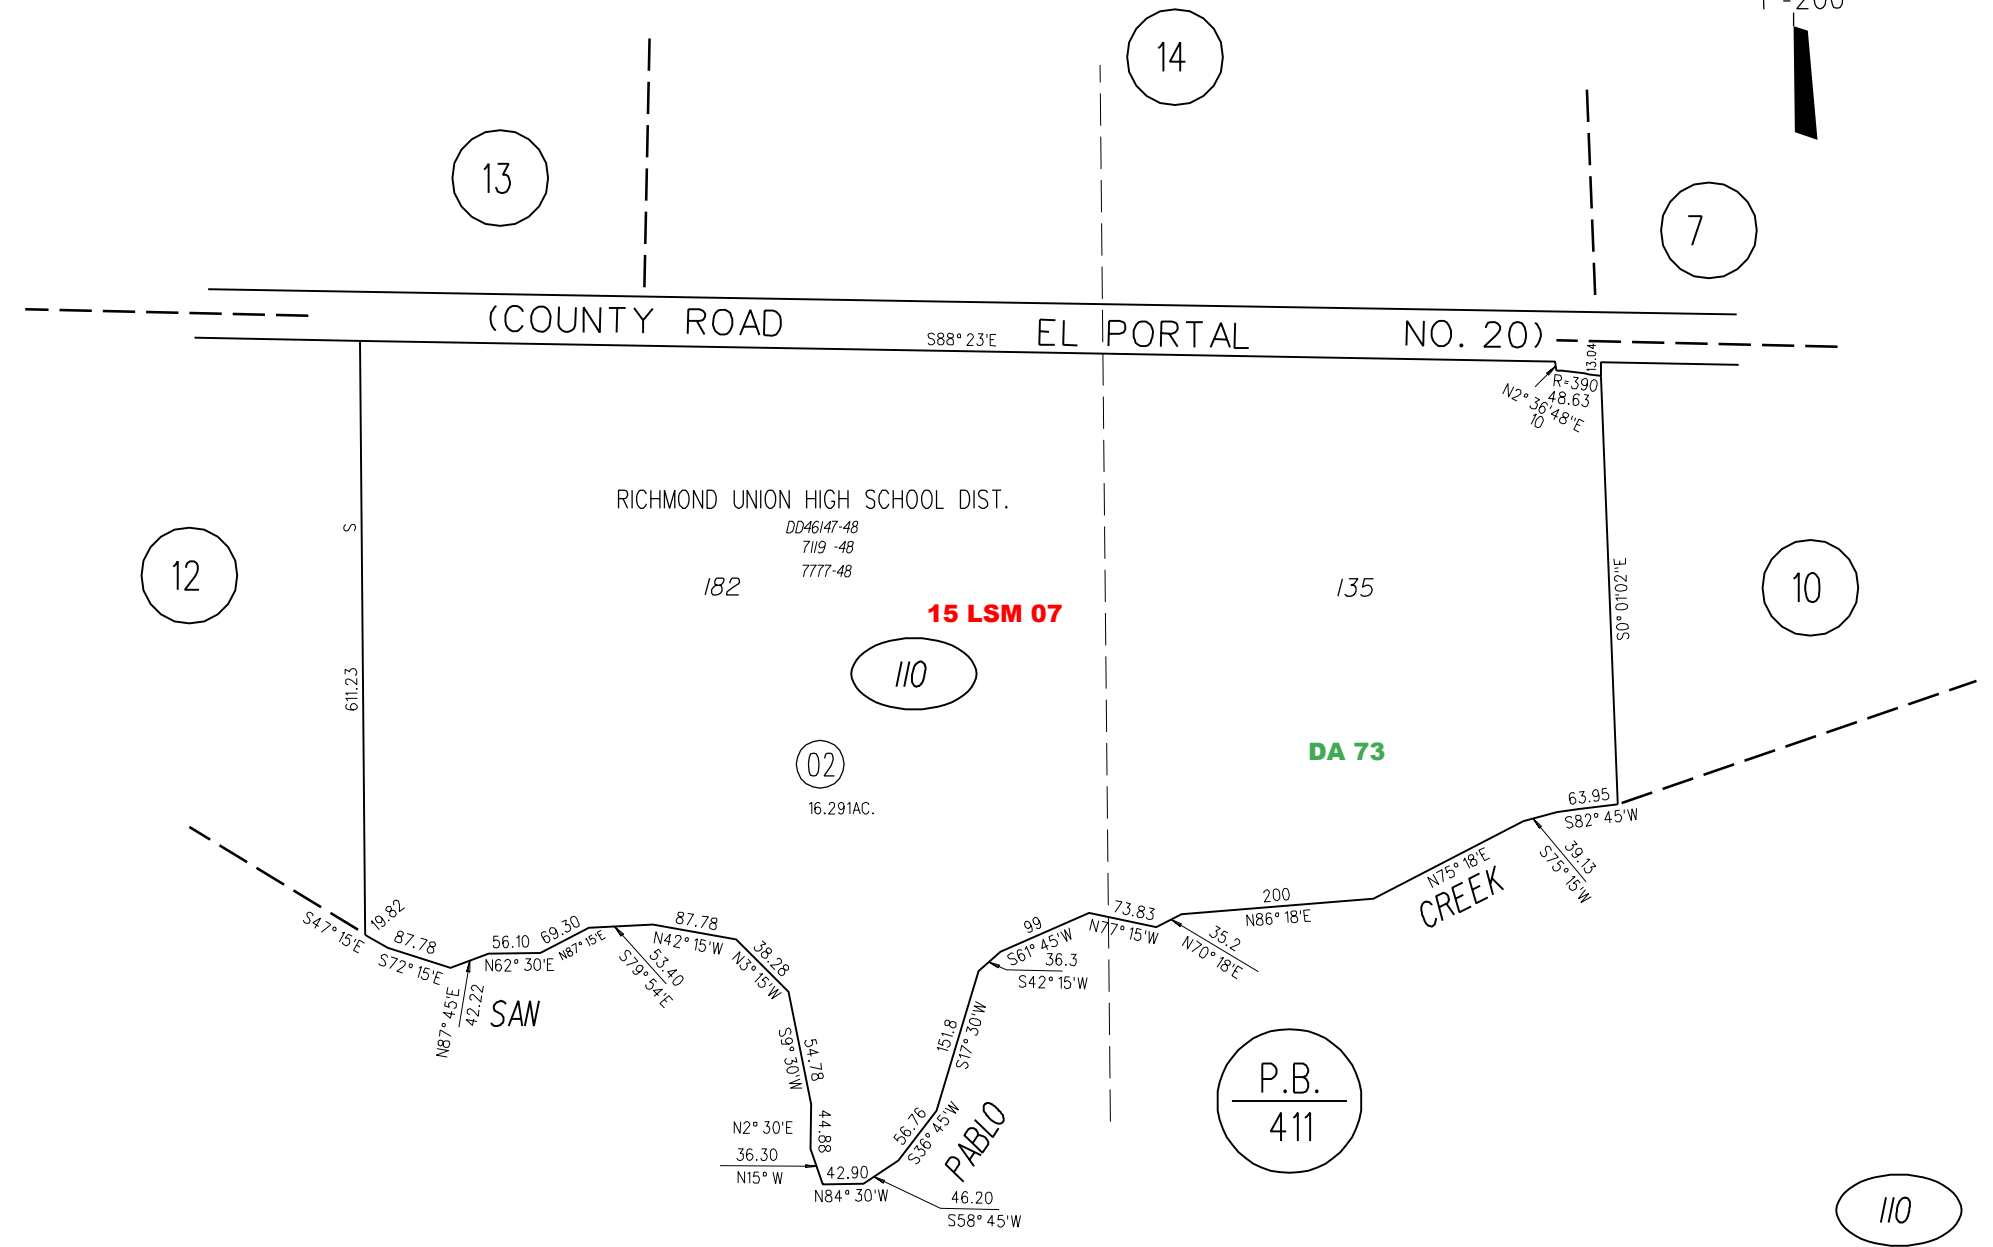 1"=200'
14
13
7
(COUNTY ROAD EL PORTAL NO. 20)
S88° 23'E
13.04
R=390
48.63
N2° 36'48"E
10
RICHMOND UNION HIGH SCHOOL DIST.
DD46147-48
7119 -48
7777-48
S
611.23
12
182
135
15 LSM 07
S0° 01'02"E
10
110
DA 73
02
16.291AC.
63.95
S82° 45'W
39.13
S75° 15'W
N75° 18'E
CREEK
200
N86° 18'E
35.2
N70° 18'E
73.83
N77° 15'W
99
S61° 45'W
36.3
S42° 15'W
S47° 15'E
19.82
87.78
S72° 15'E
N87° 45'E
42.22
56.10
N62° 30'E
69.30
N87° 15'E
53.40
S79° 54'E
87.78
N42° 15'W
38.28
N3° 15'W
SAN
54.78
S9° 30'W
44.88
N2° 30'E
36.30
N15° W
42.90
N84° 30'W
46.20
S58° 45'W
56.76
S36° 45'W
151.8
S17° 30'W
PABLO
P.B.
411
110